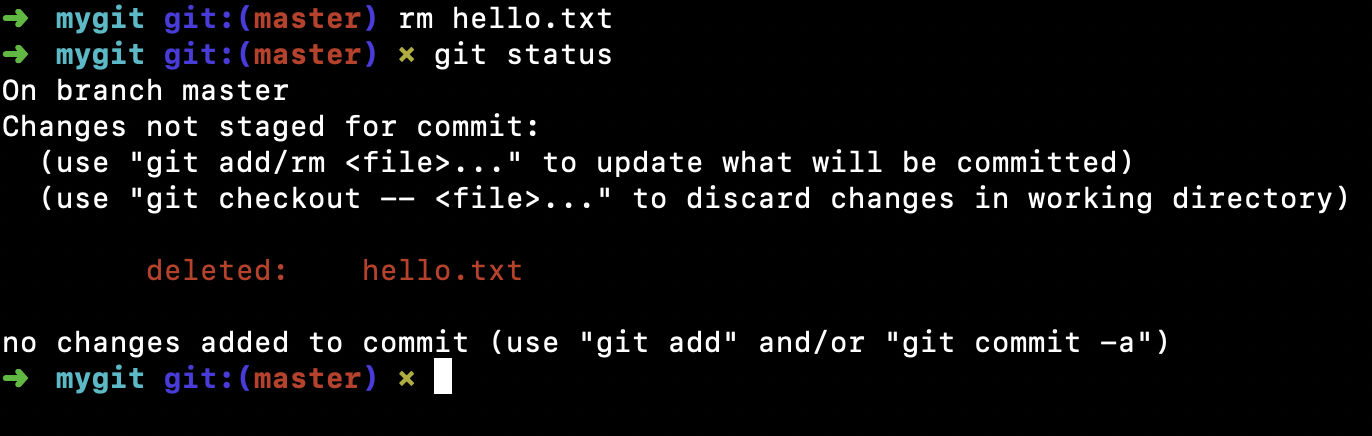 ➜  mygit git:(master) rm hello.txt
➜  mygit git:(master) ✗ git status
On branch master
Changes not staged for commit:
  (use "git add/rm <file>..." to update what will be committed)
  (use "git checkout -- <file>..." to discard changes in working directory)
        deleted:    hello.txt
no changes added to commit (use "git add" and/or "git commit -a")
➜  mygit git:(master) ✗